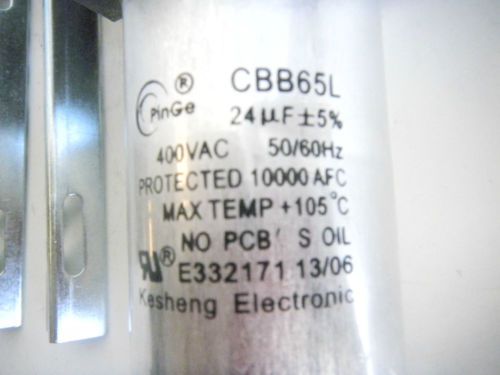 PinGe ® CBB65L
24µF±5%
400VAC 50/60Hz
PROTECTED 10000 AFC
MAX TEMP +105°C
NO PCB' S OIL
RU® E332171 13/06
Kesheng Electronic